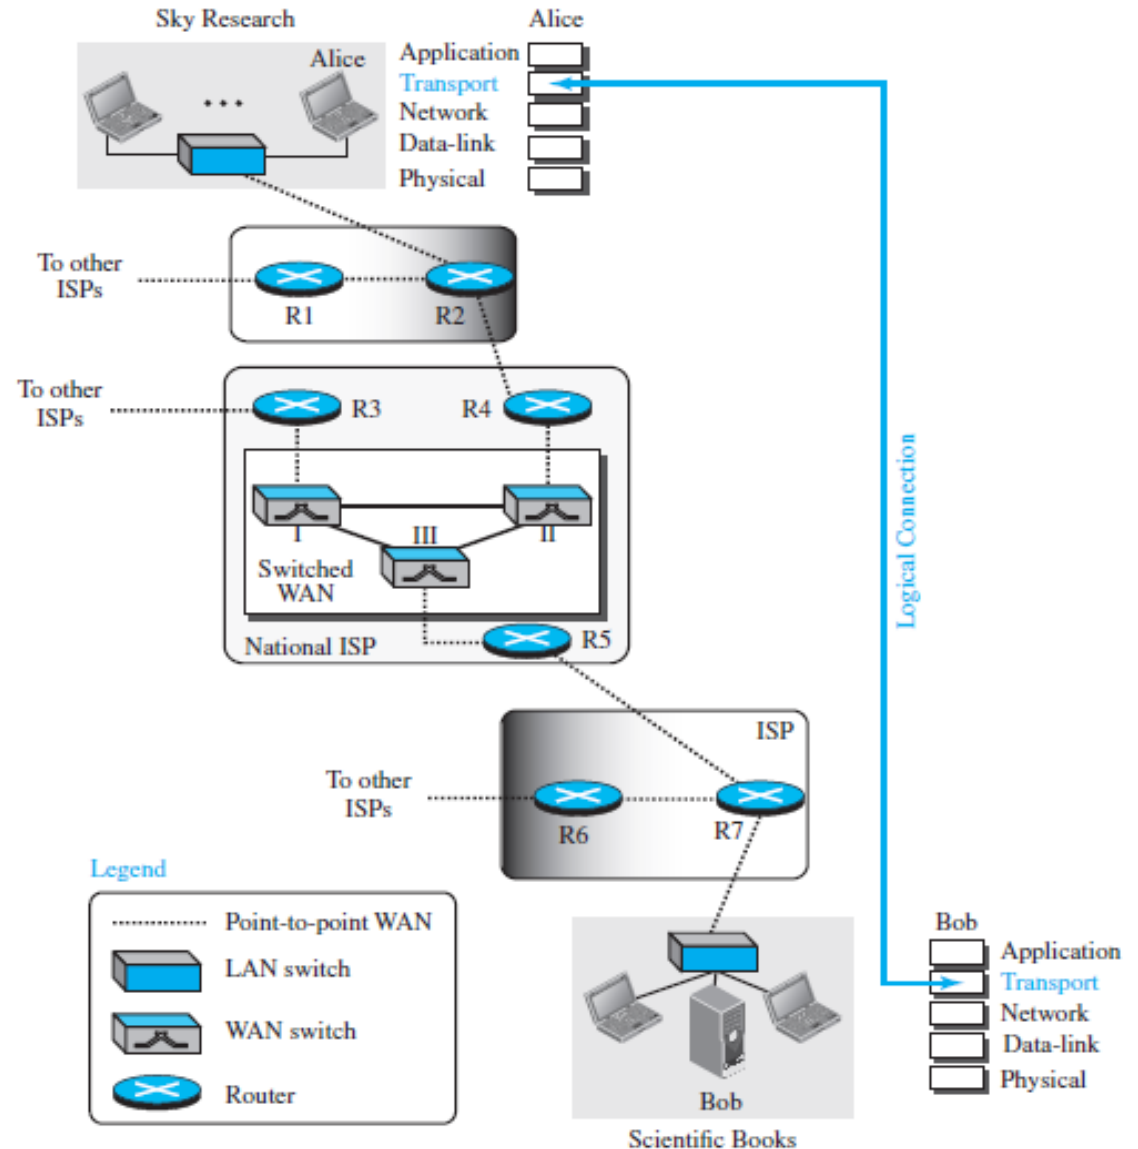 Sky Research
Alice
Alice
Application
Transport
Network
Data-link
Physical
To other
ISPs
R1
R2
To other
ISPs
R3
R4
I
III
II
Switched
WAN
National ISP
R5
Logical Connection
ISP
To other
ISPs
R6
R7
Legend
Point-to-point WAN
LAN switch
WAN switch
Router
Bob
Application
Transport
Network
Data-link
Physical
Bob
Scientific Books